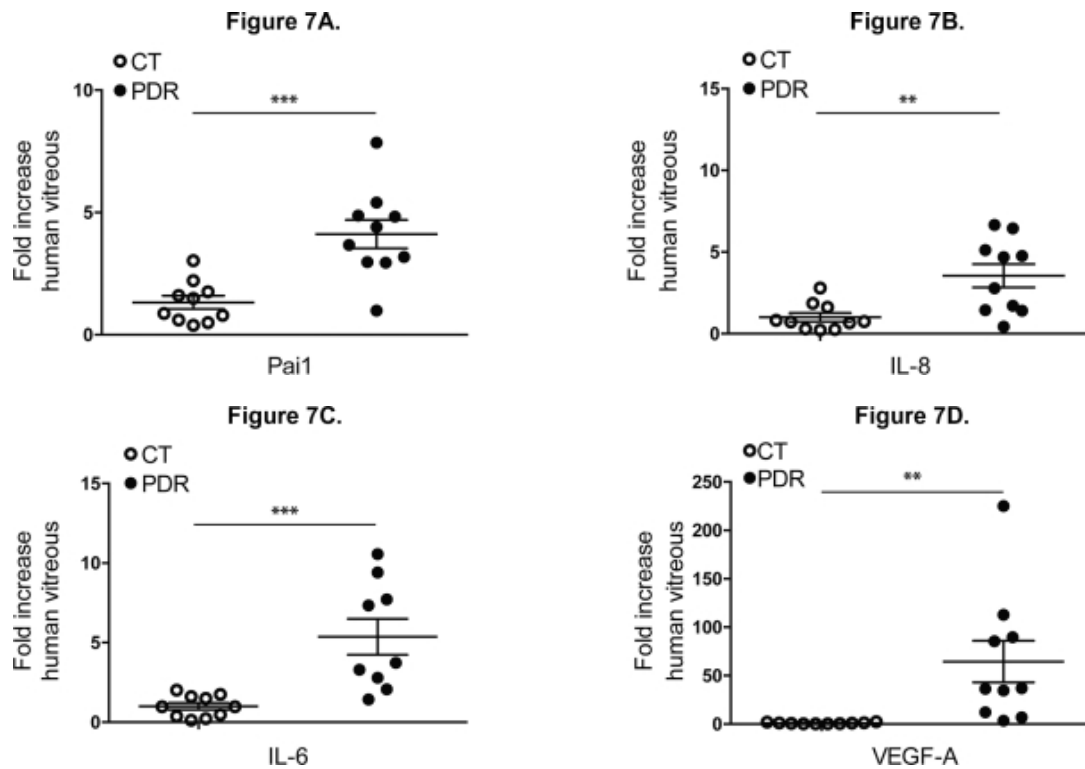 Figure 7A.
CT
PDR
***
10
5
0
Fold increase
human vitreous
Pai1
Figure 7B.
CT
PDR
**
15
10
5
0
Fold increase
human vitreous
IL-8
Figure 7C.
CT
PDR
***
15
10
5
0
Fold increase
human vitreous
IL-6
Figure 7D.
CT
PDR
**
250
200
150
100
50
0
Fold increase
human vitreous
VEGF-A